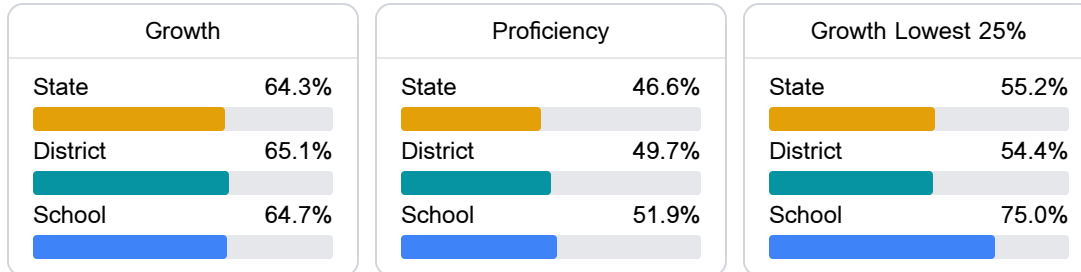 Growth
State 64.3%
District 65.1%
School 64.7%
Proficiency
State 46.6%
District 49.7%
School 51.9%
Growth Lowest 25%
State 55.2%
District 54.4%
School 75.0%